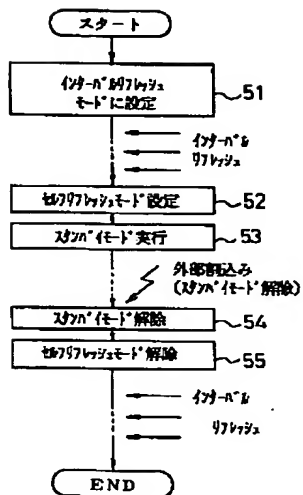 スタート
インターバルリフレッシュ
モードに設定
51
インターバル
リフレッシュ
セルフリフレッシュモード設定
52
スタンバイモード実行
53
外部割込み
(スタンバイモード解除)
スタンバイモード解除
54
セルフリフレッシュモード解除
55
インターバル
リフレッシュ
END